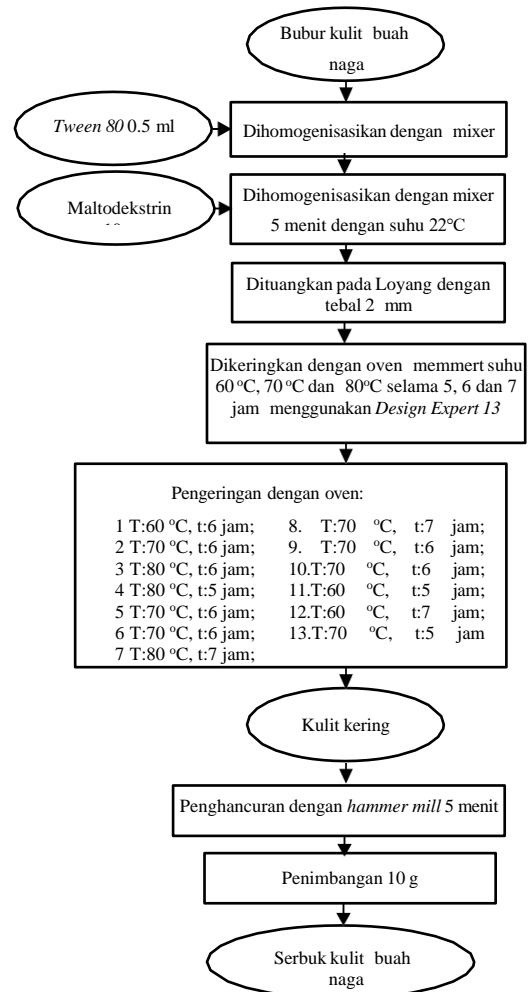 Bubur kulit buah
naga
Tween 80 0.5 ml
Dihomogenisasikan dengan mixer
Maltodekstrin
Dihomogenisasikan dengan mixer
5 menit dengan suhu 22°C
Dituangkan pada Loyang dengan
tebal 2 mm
Dikeringkan dengan oven memmert suhu
60 °C, 70 °C dan 80°C selama 5, 6 dan 7
jam menggunakan Design Expert 13
Pengeringan dengan oven:
1 T:60 °C, t:6 jam;
2 T:70 °C, t:6 jam;
3 T:80 °C, t:6 jam;
4 T:80 °C, t:5 jam;
5 T:70 °C, t:6 jam;
6 T:70 °C, t:6 jam;
7 T:80 °C, t:7 jam;
8. T:70 °C, t:7 jam;
9. T:70 °C, t:6 jam;
10.T:70 °C, t:6 jam;
11.T:60 °C, t:5 jam;
12.T:60 °C, t:7 jam;
13.T:70 °C, t:5 jam
Kulit kering
Penghancuran dengan hammer mill 5 menit
Penimbangan 10 g
Serbuk kulit buah
naga